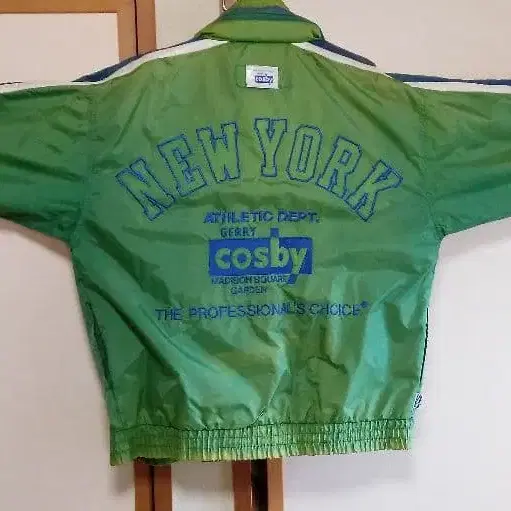 cosby
NEW YORK
ATHLETIC DEPT.
GERRY
cosby
MADISON SQUARE
GARDEN
THE PROFESSIONAL'S CHOICE®